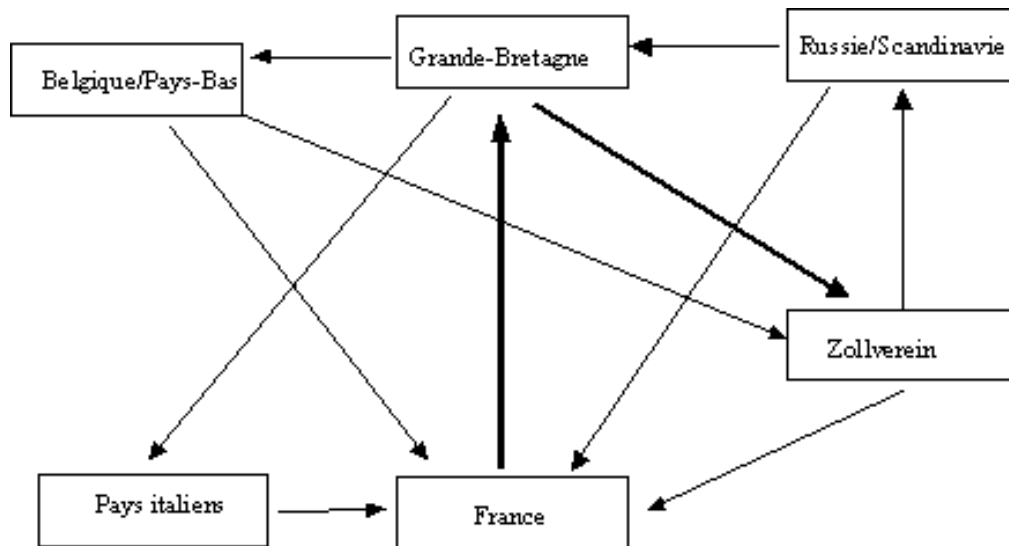 Belgique/Pays-Bas
Grande-Bretagne
Russie/Scandinavie
Zollverein
Pays italiens
France